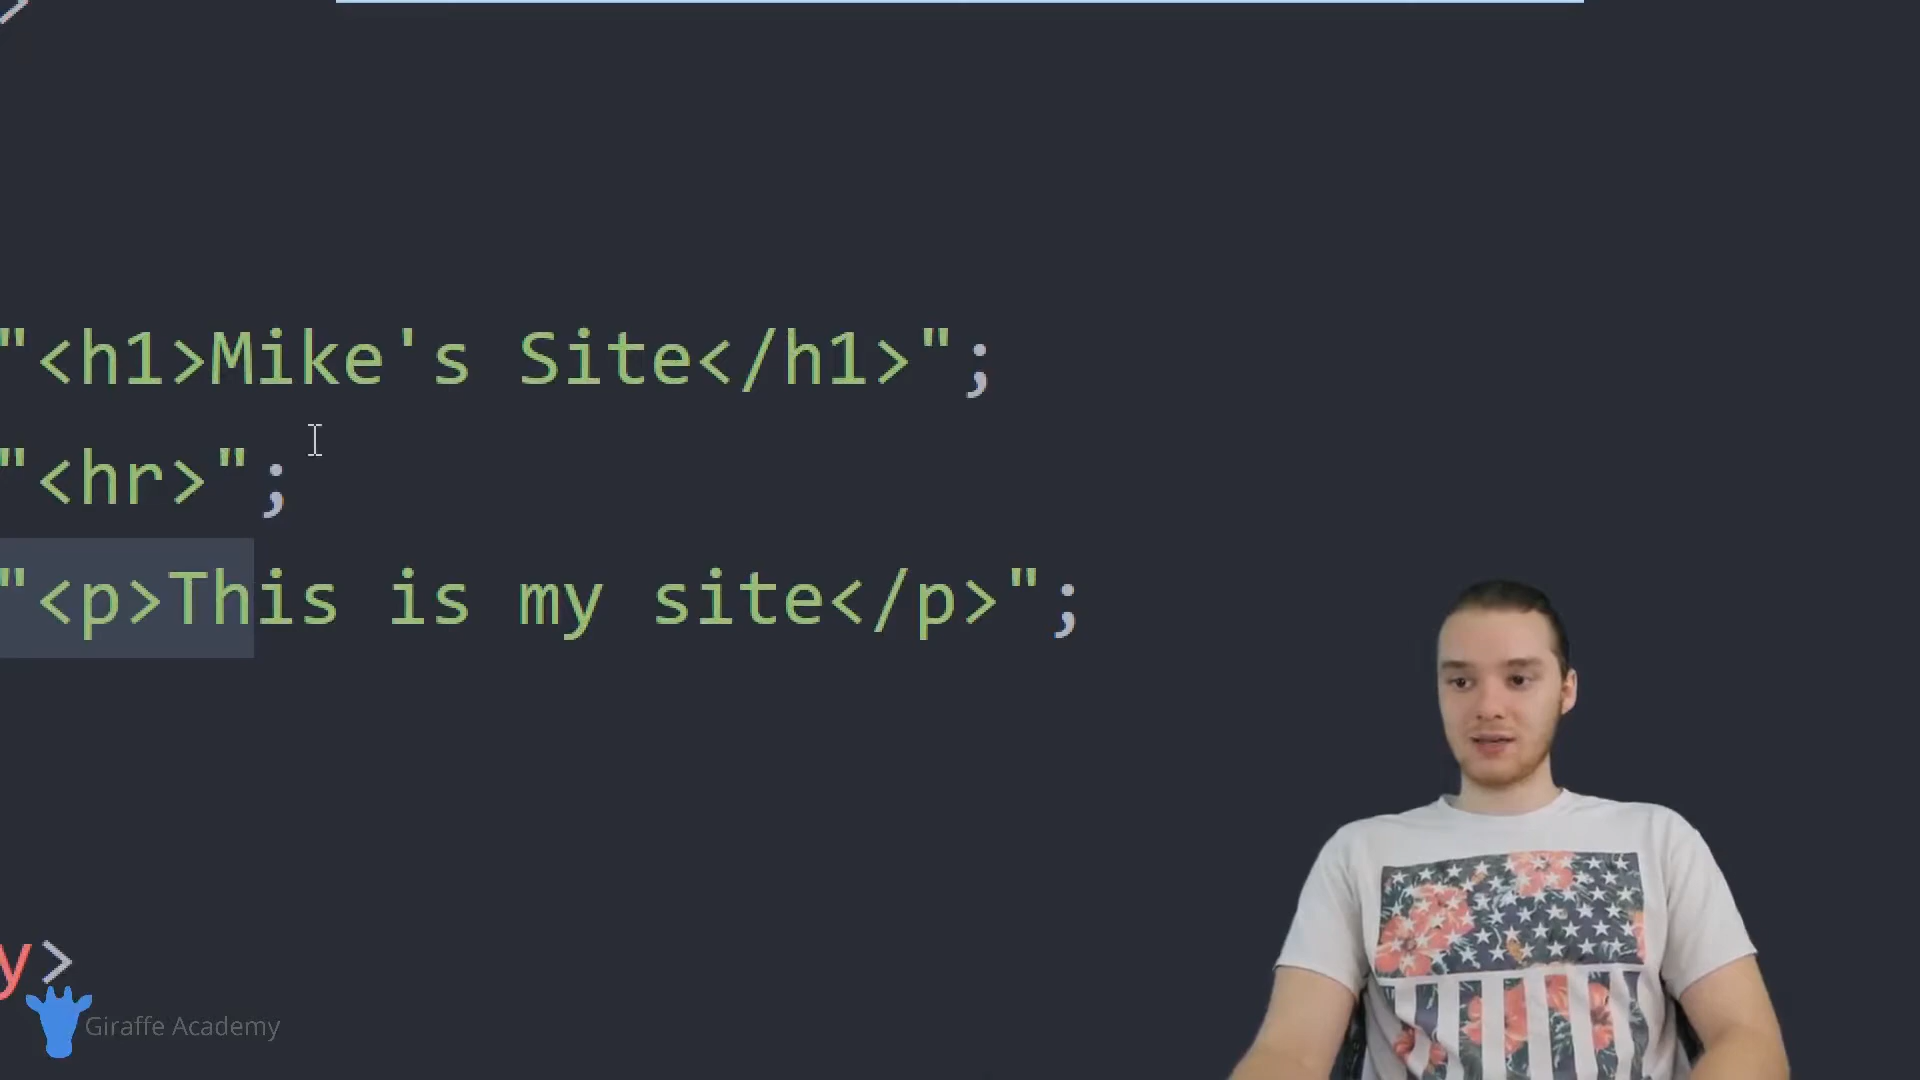 >
"<h1>Mike's Site</h1>";
"<hr>";
"<p>This is my site</p>";
y>
Giraffe Academy